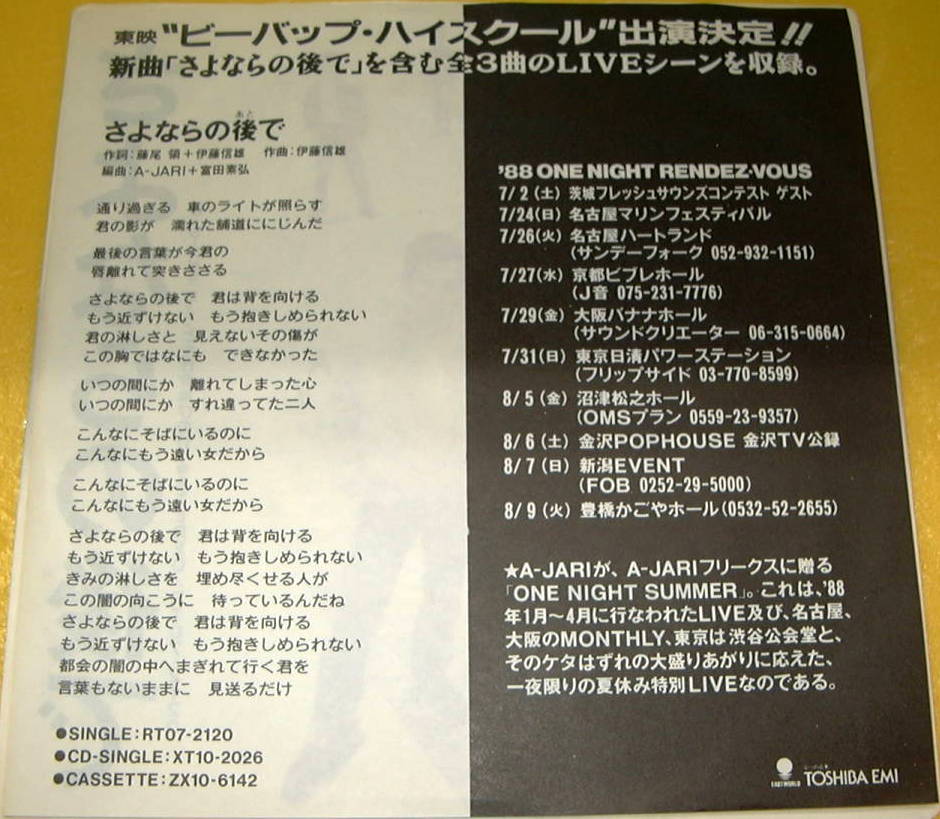 東映“ビーバップ・ハイスクール”出演決定!!
新曲「さよならの後で」を含む全3曲のLIVEシーンを収録。
あと
さよならの後で
作詞：藤尾 領＋伊藤信雄　作曲：伊藤信雄
編曲：A-JARI＋富田素弘
通り過ぎる　車のライトが照らす
君の影が　濡れた舗道ににじんだ
最後の言葉が今君の
唇離れて突きささる
さよならの後で　君は背を向ける
もう近ずけない　もう抱きしめられない
君の淋しさと　見えないその傷が
この胸ではなにも　できなかった
いつの間にか　離れてしまった心
いつの間にか　すれ違ってた二人
こんなにそばにいるのに
こんなにもう遠い女だから
こんなにそばにいるのに
こんなにもう遠い女だから
さよならの後で　君は背を向ける
もう近ずけない　もう抱きしめられない
きみの淋しさを　埋め尽くせる人が
この闇の向こうに　待っているんだね
さよならの後で　君は背を向ける
もう近ずけない　もう抱きしめられない
都会の闇の中へまぎれて行く君を
言葉もないままに　見送るだけ
●SINGLE：RT07-2120
●CD-SINGLE：XT10-2026
●CASSETTE：ZX10-6142
’88 ONE NIGHT RENDEZ-VOUS
7/2（土）茨城フレッシュサウンズコンテスト ゲスト
7/24（日）名古屋マリンフェスティバル
7/26（火）名古屋ハートランド
（サンデーフォーク 052-932-1151）
7/27（水）京都ビブレホール
（J音 075-231-7776）
7/29（金）大阪バナナホール
（サウンドクリエーター 06-315-0664）
7/31（日）東京日清パワーステーション
（フリップサイド 03-770-8599）
8/5（金）沼津松之ホール
（OMSプラン 0559-23-9357）
8/6（土）金沢POPHOUSE 金沢TV公録
8/7（日）新潟EVENT
（FOB 0252-29-5000）
8/9（火）豊橋かごやホール（0532-52-2655）
★A-JARIが、A-JARIフリークスに贈る
「ONE NIGHT SUMMER」。これは、’88
年1月〜4月に行なわれたLIVE及び、名古屋、
大阪のMONTHLY、東京は渋谷公会堂と、
そのケタはずれの大盛りあがりに応えた、
一夜限りの夏休み特別LIVEなのである。
EASTWORLD
TOSHIBA EMI